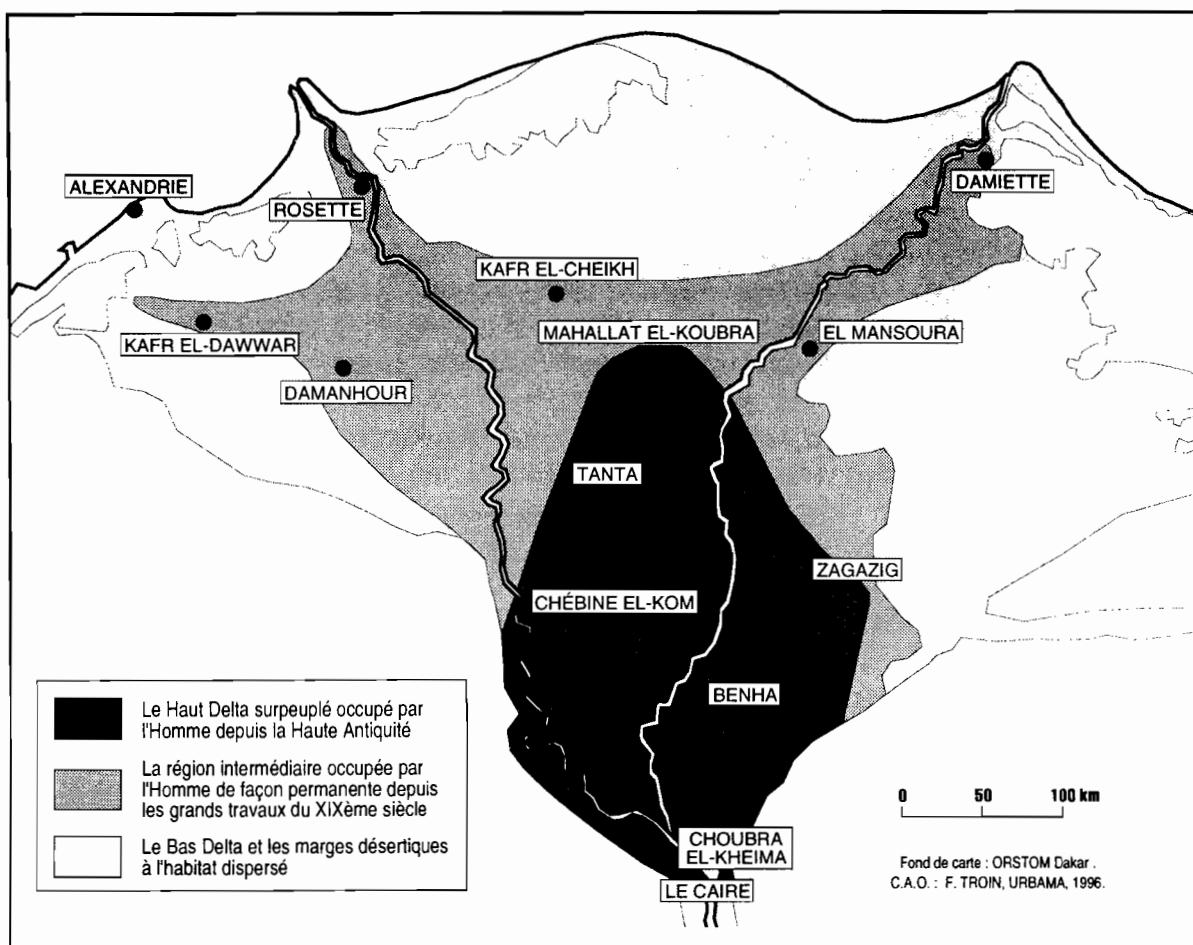 ALEXANDRIE
ROSETTE
DAMIETTE
KAFR EL-CHEIKH
MAHALLAT EL-KOUBRA
EL MANSOURA
KAFR EL-DAWWAR
DAMANHOUR
TANTA
ZAGAZIG
CHÉBINE EL-KOM
BENHA
CHOUBRA
EL-KHEIMA
LE CAIRE
Le Haut Delta surpeuplé occupé par
l'Homme depuis la Haute Antiquité
La région intermédiaire occupée par
l'Homme de façon permanente depuis
les grands travaux du XIXème siècle
Le Bas Delta et les marges désertiques
à l'habitat dispersé
0 50 100 km
Fond de carte : ORSTOM Dakar .
C.A.O. : F. TROIN, URBAMA, 1996.